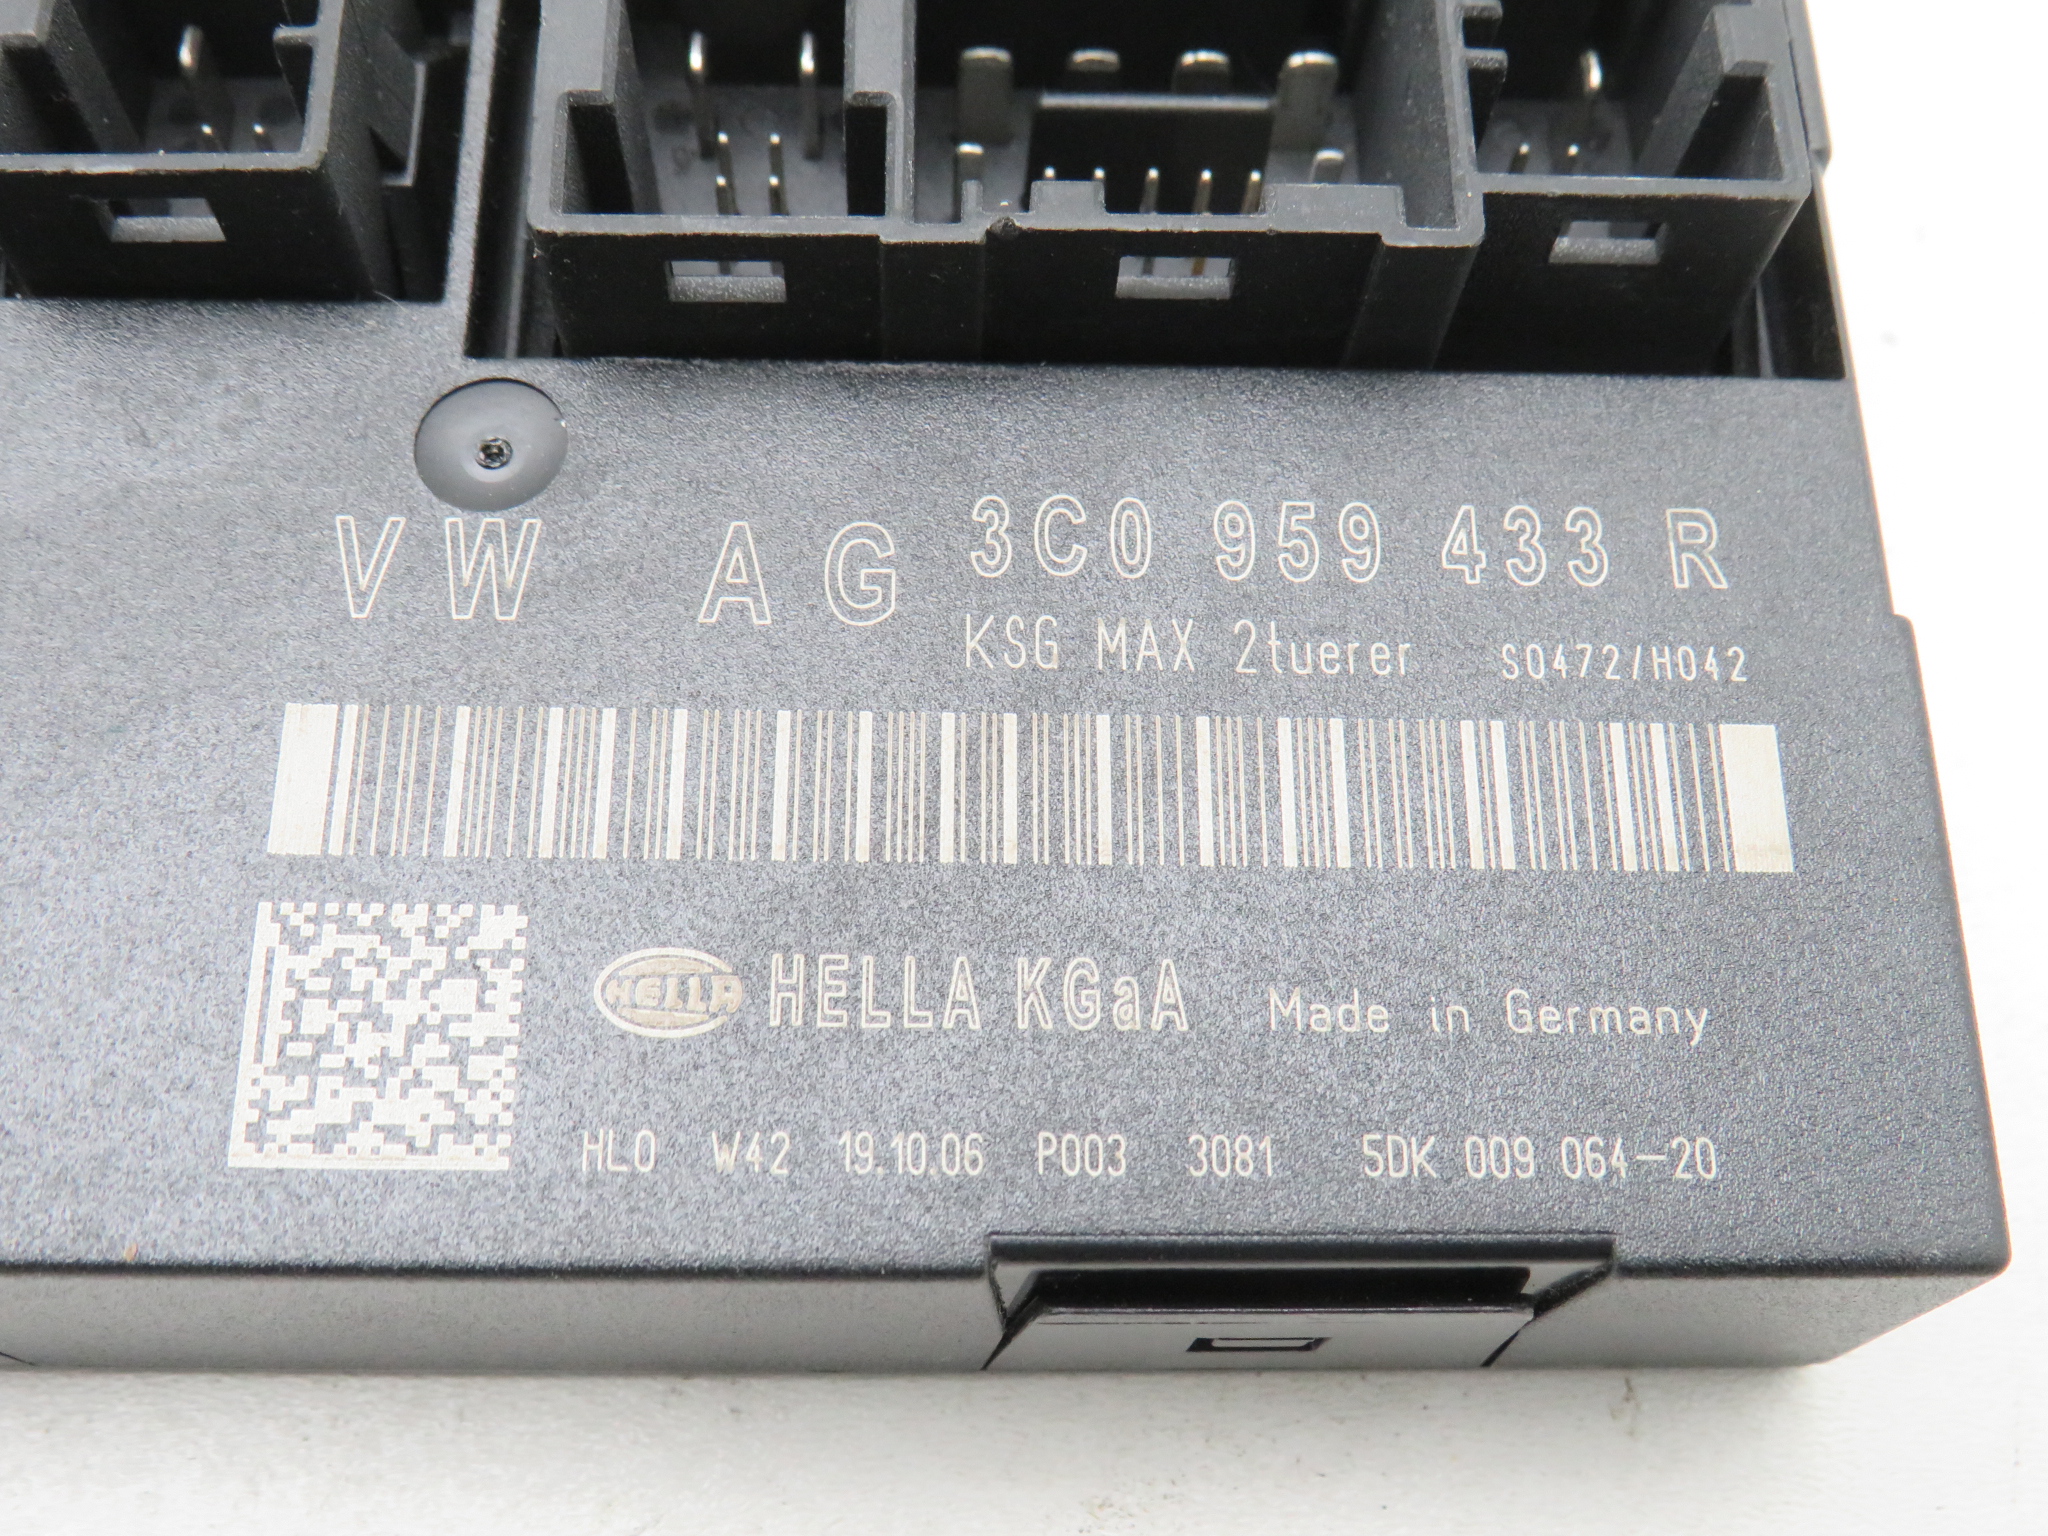 VW AG 3C0 959 433 R
KSG MAX 2tuerer S0472/H042
HELLA HELLA KGaA Made in Germany
HLO W42 19.10.06 P003 3081 5DK 009 064-20